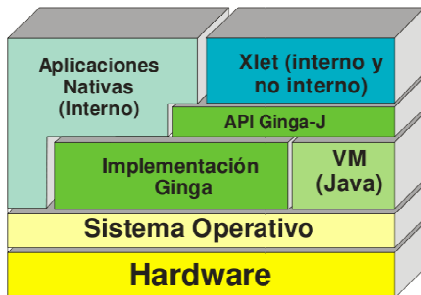 Aplicaciones
Nativas
(Interno)
Xlet (interno y
no interno)
API Ginga-J
Implementación
Ginga
VM
(Java)
Sistema Operativo
Hardware